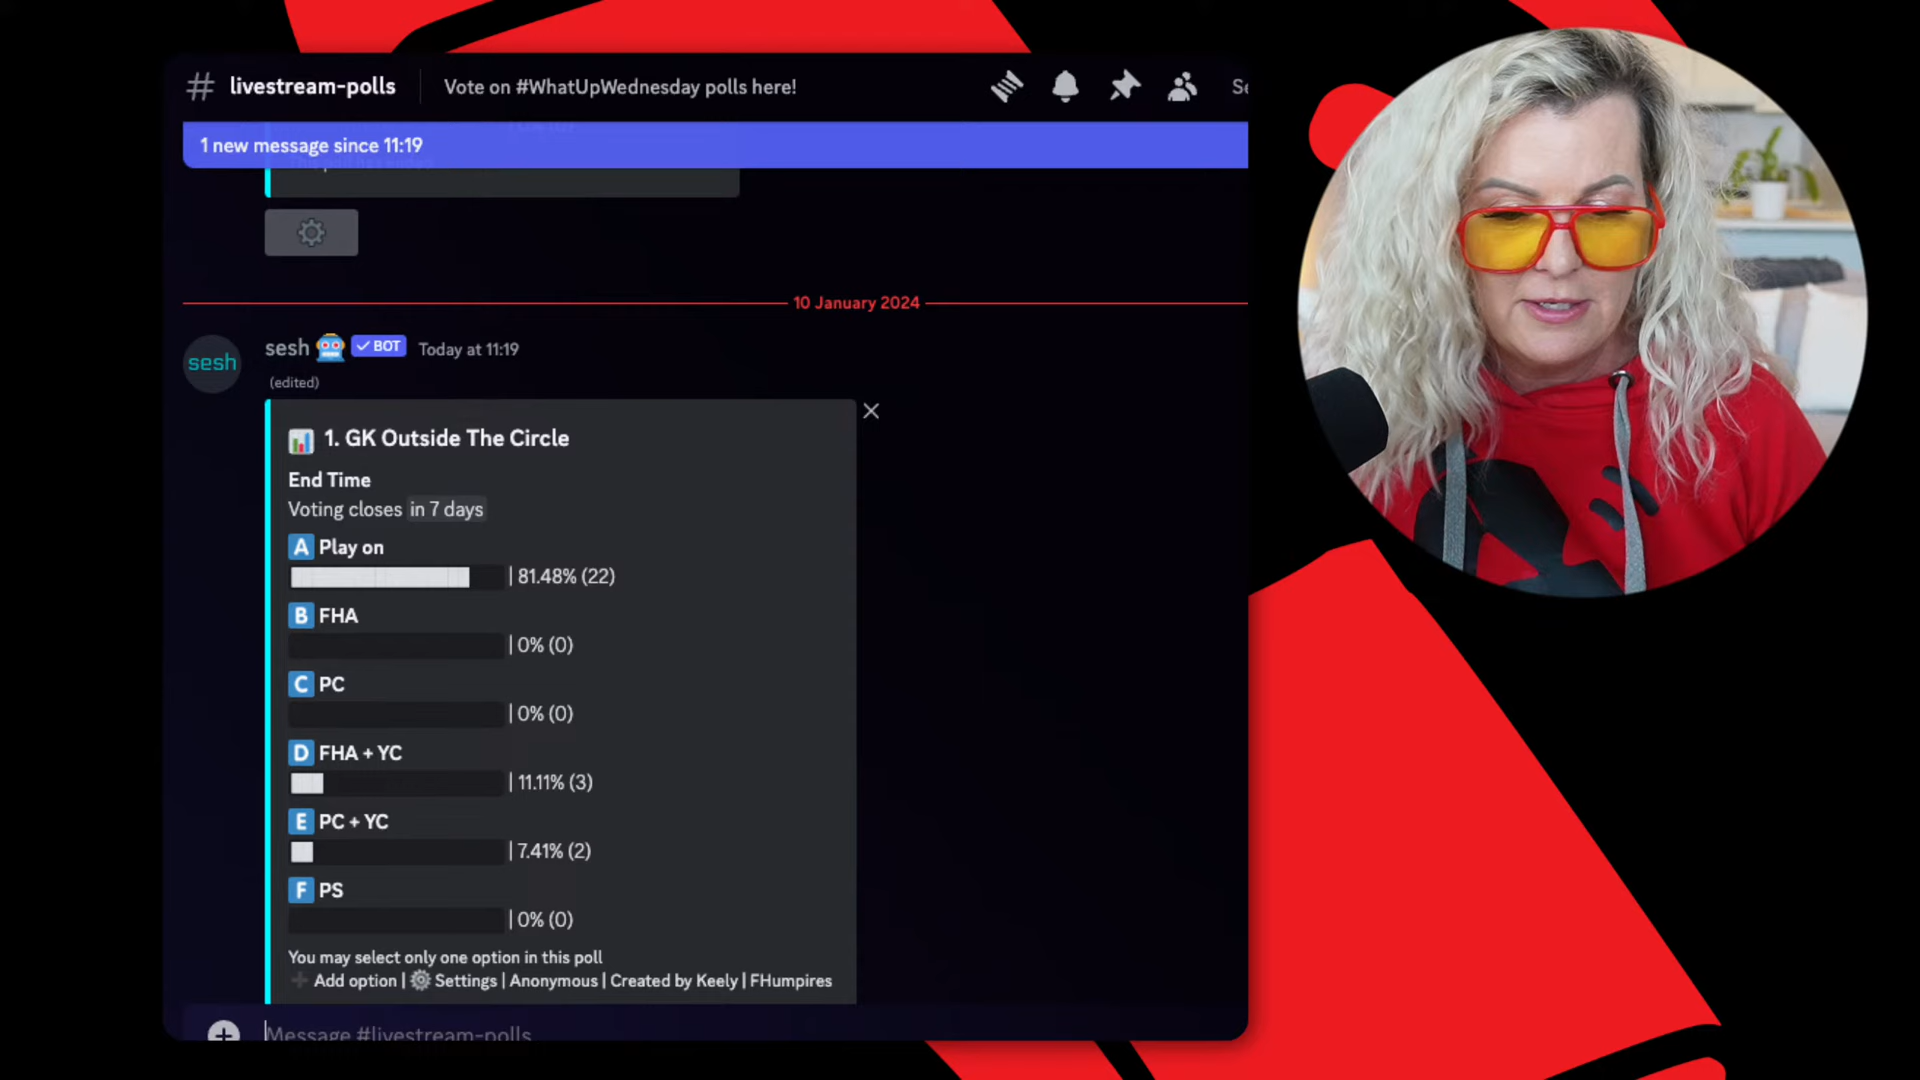 livestream-polls
Vote on #WhatUpWednesday polls here!
1 new message since 11:19
10 January 2024
sesh
sesh BOT Today at 11:19
(edited)
1. GK Outside The Circle
End Time
Voting closes in 7 days
A Play on
81.48% (22)
B FHA
0% (0)
C PC
0% (0)
D FHA + YC
11.11% (3)
E PC + YC
7.41% (2)
F PS
0% (0)
You may select only one option in this poll
Add option | Settings | Anonymous | Created by Keely | FHumpires
Message #livestream-polls